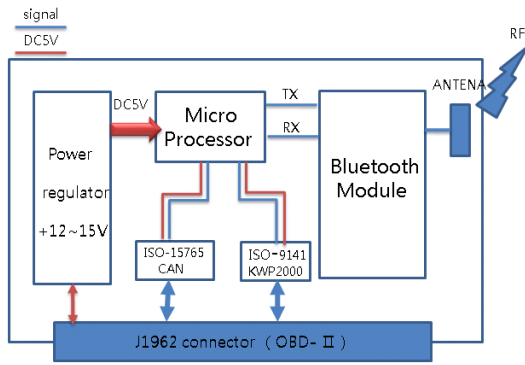 signal
DC5V
RF
ANTENA
DC5V
Micro
Processor
TX
RX
Power
regulator
+12~15V
Bluetooth
Module
ISO-15765
CAN
ISO-9141
KWP2000
J1962 connector ( OBD- Ⅱ )